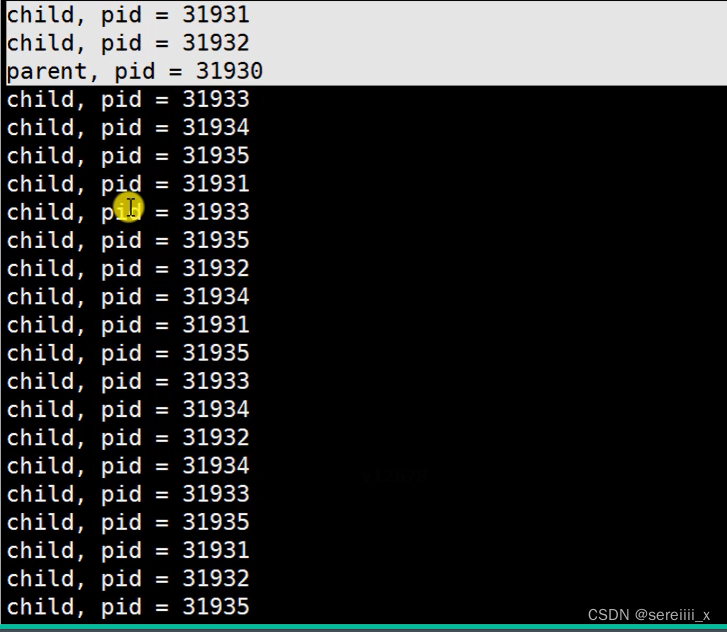 child, pid = 31931
child, pid = 31932
parent, pid = 31930
child, pid = 31933
child, pid = 31934
child, pid = 31935
child, pid = 31931
child, pid = 31933
child, pid = 31935
child, pid = 31932
child, pid = 31934
child, pid = 31931
child, pid = 31935
child, pid = 31933
child, pid = 31934
child, pid = 31932
child, pid = 31934
child, pid = 31933
child, pid = 31935
child, pid = 31931
child, pid = 31932
child, pid = 31935
CSDN @sereiiii_x